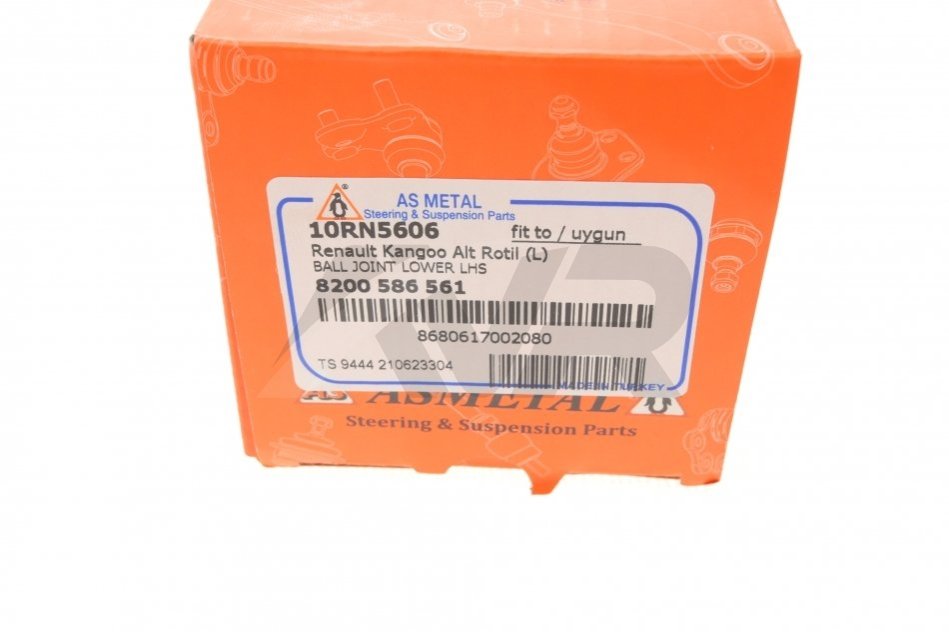 AS METAL
Steering & Suspension Parts
10RN5606 fit to / uygun
Renault Kangoo Alt Rotil (L)
BALL JOINT LOWER LHS
8200 586 561
8680617002080
TS 9444 210623304
MADE IN TURKEY
AS ASMETAL
Steering & Suspension Parts